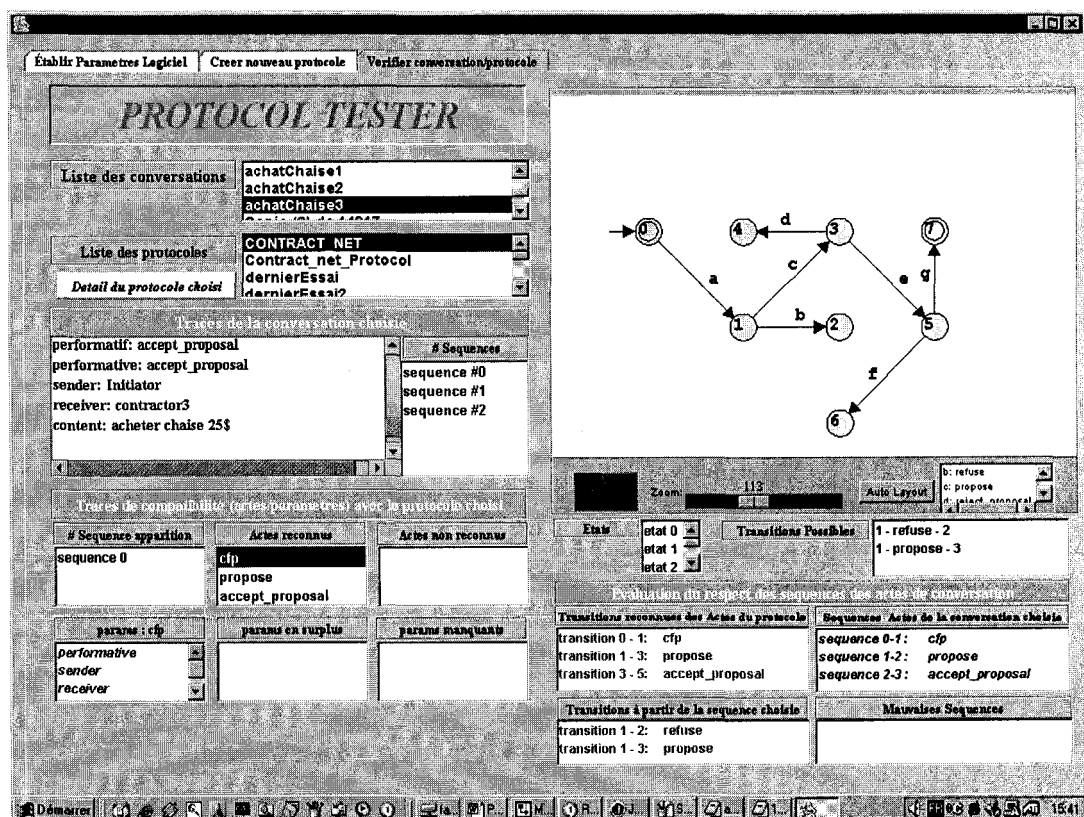 Établir Parametres Logiciel
Creer nouveau protocole
Verifier conversation/protocole
PROTOCOL TESTER
Liste des conversations
achatChaise1
achatChaise2
achatChaise3
Liste des protocoles
Detail du protocole choisi
CONTRACT_NET
Contract_net_Protocol
dernierEssai
dernierEssai2
Traces de la conversation choisie
performatif: accept_proposal
performative: accept_proposal
sender: Initiator
receiver: contractor3
content: acheter chaise 25$
# Sequences
sequence #0
sequence #1
sequence #2
Traces de compatibilité (actes/parametres) avec le protocole choisi
# Sequence apparition
sequence 0
Actes reconnus
cfp
propose
accept_proposal
Actes non reconnus
params : cfp
performative
sender
receiver
params en surplus
params manquants
0
4
d
3
7
a
c
e
g
1
b
2
5
f
6
Zoom:
113
Auto Layout
b: refuse
c: propose
d: reject_proposal
Etats
etat 0
etat 1
etat 2
Transitions Possibles
1 - refuse - 2
1 - propose - 3
Evaluation du respect des sequences des actes de conversation
Transitions reconnues des Actes du protocole
transition 0 - 1: cfp
transition 1 - 3: propose
transition 3 - 5: accept_proposal
Sequences Actes de la conversation choisie
sequence 0-1 : cfp
sequence 1-2 : propose
sequence 2-3 : accept_proposal
Transitions à partir de la sequence choisie
transition 1 - 2: refuse
transition 1 - 3: propose
Mauvaises Sequences
Démarrer
15:41